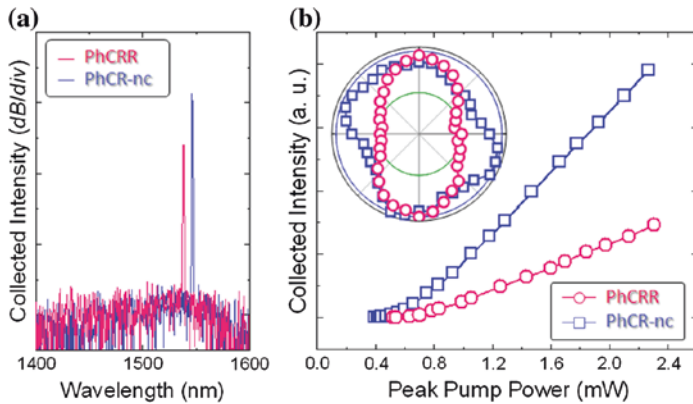 (a)
PhCRR
PhCR-nc
Collected Intensity (dB/div)
1400 1500 1600
Wavelength (nm)
(b)
Collected Intensity (a. u.)
PhCRR
PhCR-nc
0.0 0.4 0.8 1.2 1.6 2.0 2.4
Peak Pump Power (mW)